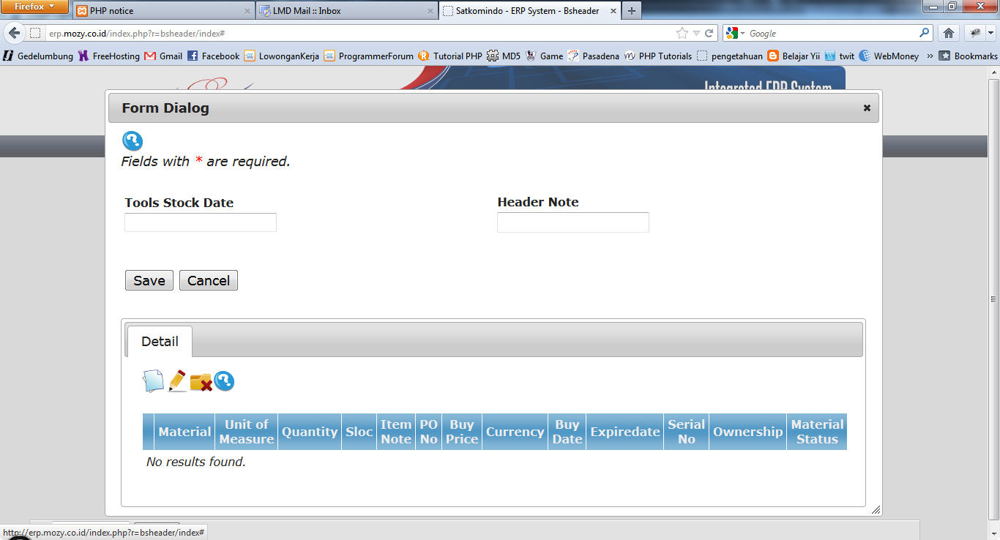 Firefox
PHP notice
LMD Mail :: Inbox
Satkomindo - ERP System - Bsheader
erp.mozy.co.id/index.php?r=bsheader/index#
Google
Gedelumbung FreeHosting Gmail Facebook LowonganKerja ProgrammerForum Tutorial PHP MD5 Game Pasadena PHP Tutorials pengetahuan Belajar Yii twit WebMoney » Bookmarks
Integrated ERP System
Form Dialog
Fields with * are required.
Tools Stock Date
Header Note
Save Cancel
Detail
Material
Unit of
Measure
Quantity
Sloc
Item
Note
PO
No
Buy
Price
Currency
Buy
Date
Expiredate
Serial
No
Ownership
Material
Status
No results found.
http://erp.mozy.co.id/index.php?r=bsheader/index#